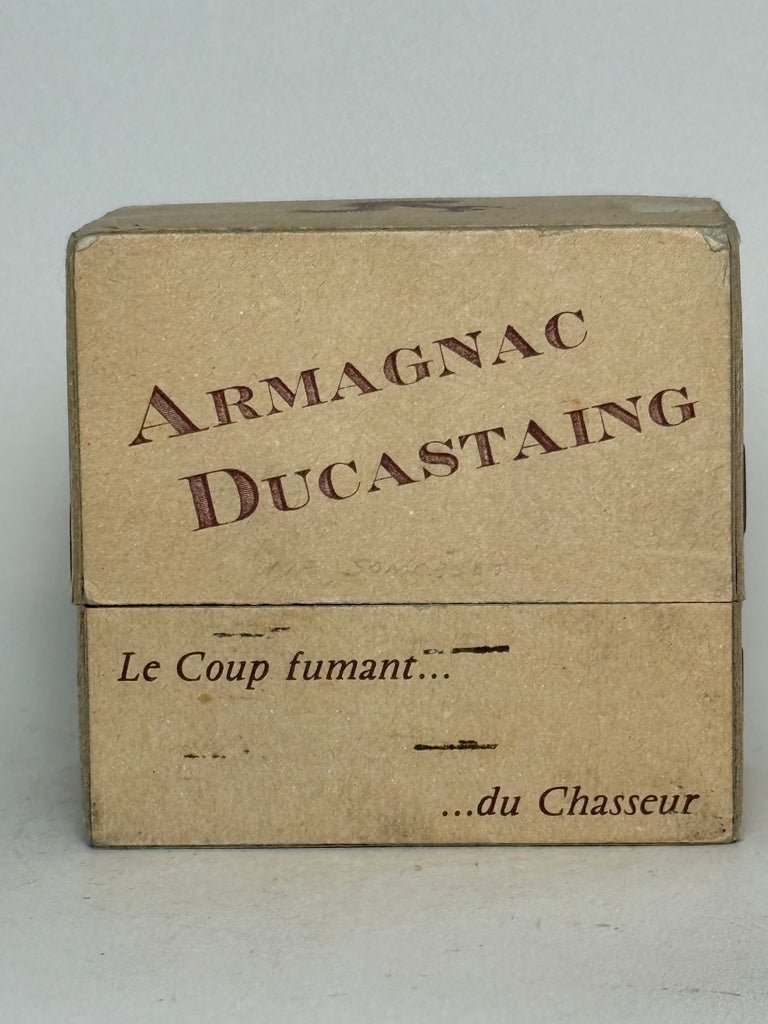 ARMAGNAC
DUCASTAING
Le Coup fumant...
...du Chasseur